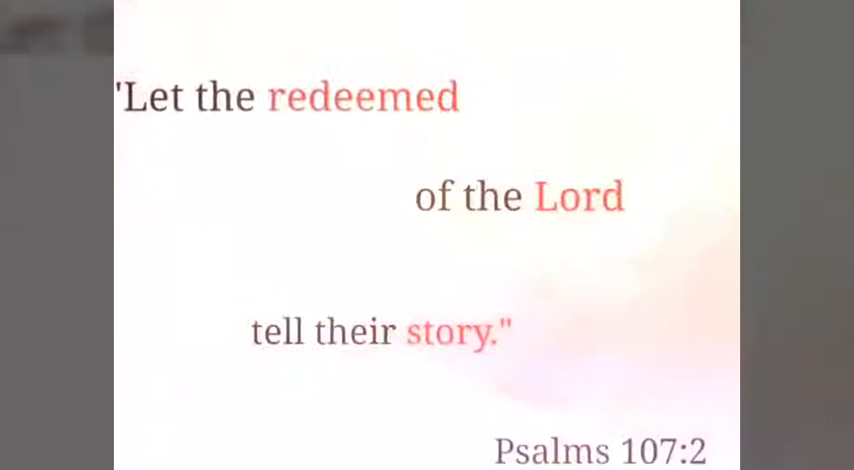 'Let the redeemed
of the Lord
tell their story."
Psalms 107:2